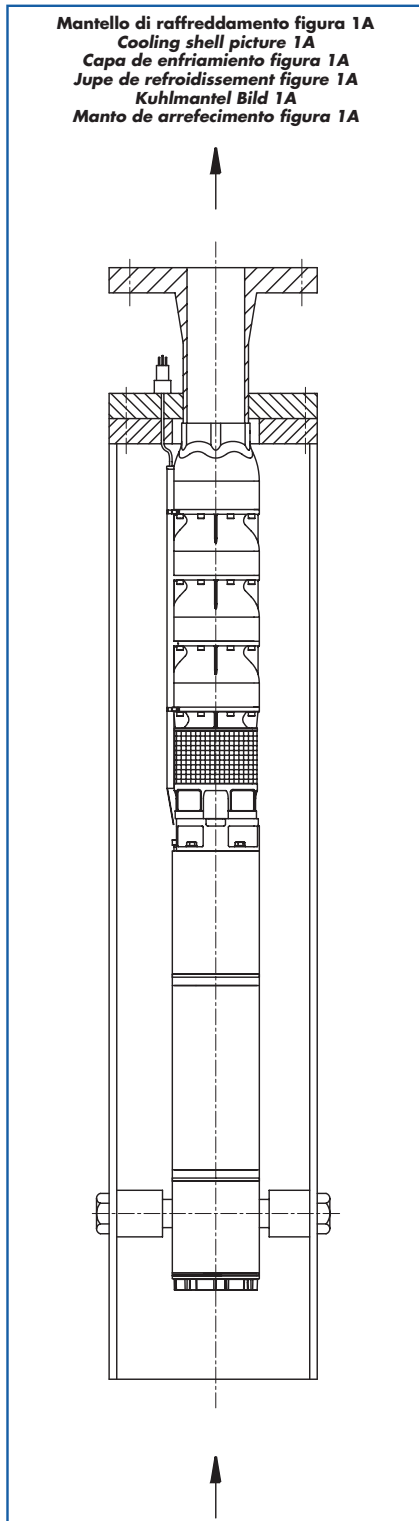 Mantello di raffreddamento figura 1A
Cooling shell picture 1A
Capa de enfriamiento figura 1A
Jupe de refroidissement figure 1A
Kuhlmantel Bild 1A
Manto de arrefecimento figura 1A